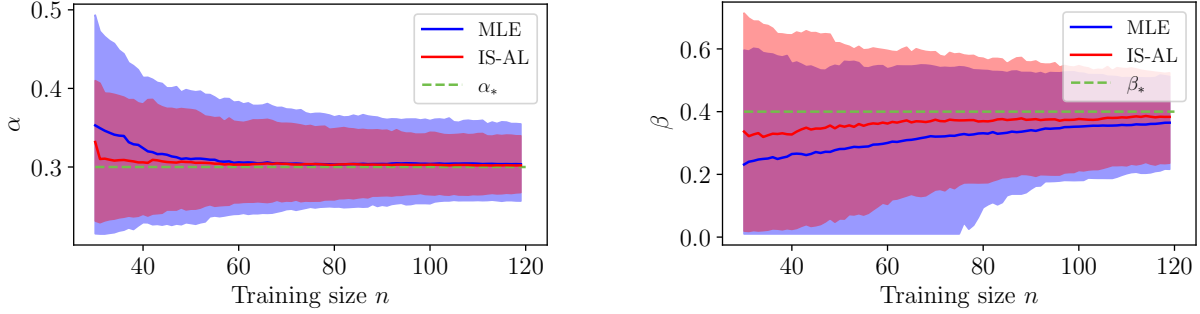 0.5
0.4
0.3
α
40
60
80
100
120
Training size n
MLE
IS-AL
α*
0.6
0.4
0.2
0.0
β
40
60
80
100
120
Training size n
MLE
IS-AL
β*